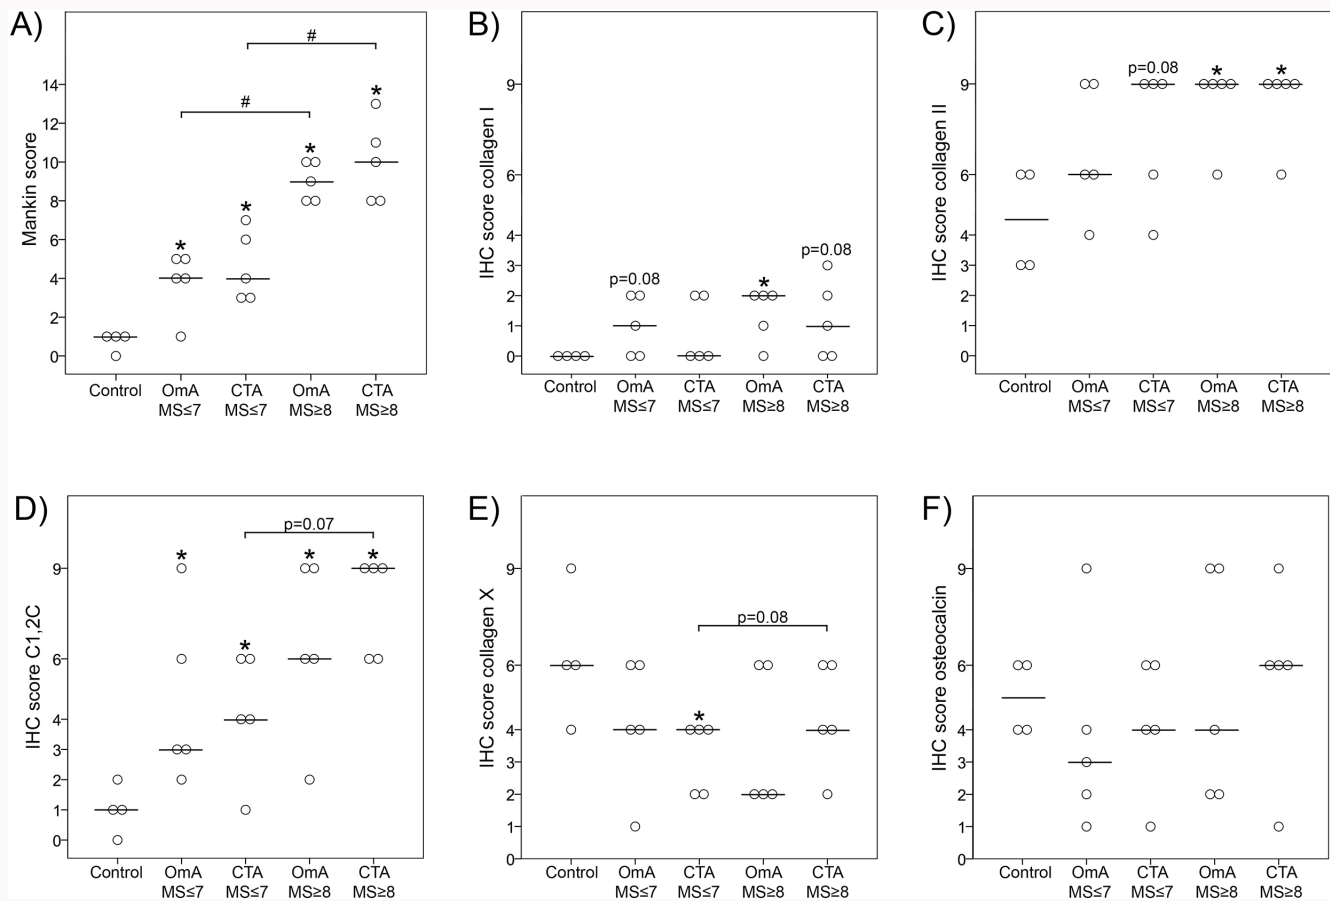 A)
Mankin score
14
12
10
8
6
4
2
0
#
#
*
*
*
*
Control
OmA
MS≤7
CTA
MS≤7
OmA
MS≥8
CTA
MS≥8
B)
IHC score collagen I
9
6
4
3
2
1
0
p=0.08
*
p=0.08
Control
OmA
MS≤7
CTA
MS≤7
OmA
MS≥8
CTA
MS≥8
C)
IHC score collagen II
9
6
4
3
2
1
0
p=0.08
*
*
Control
OmA
MS≤7
CTA
MS≤7
OmA
MS≥8
CTA
MS≥8
D)
IHC score C1,2C
9
6
4
3
2
1
0
p=0.07
*
*
*
*
Control
OmA
MS≤7
CTA
MS≤7
OmA
MS≥8
CTA
MS≥8
E)
IHC score collagen X
9
6
4
3
2
1
0
p=0.08
*
Control
OmA
MS≤7
CTA
MS≤7
OmA
MS≥8
CTA
MS≥8
F)
IHC score osteocalcin
9
6
4
3
2
1
0
Control
OmA
MS≤7
CTA
MS≤7
OmA
MS≥8
CTA
MS≥8